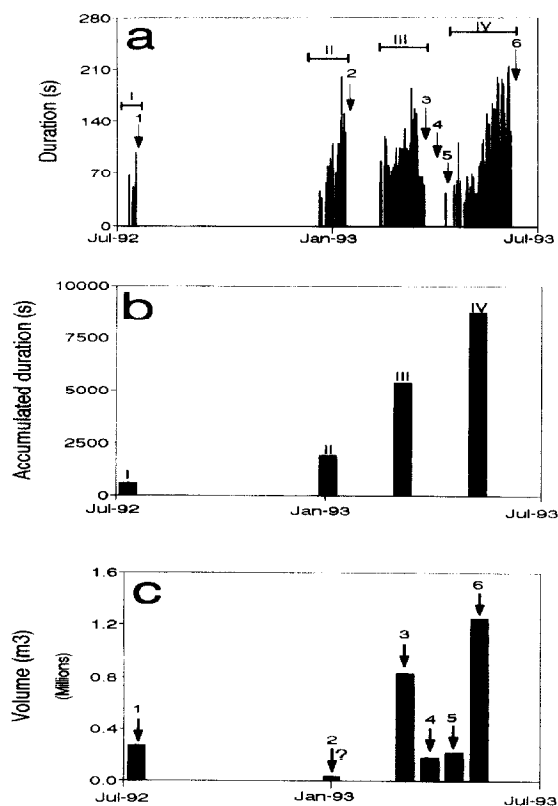 a
Duration (s)
280
210
140
70
0
I
II
III
IV
1
2
3
4
5
6
Jul-92
Jan-93
Jul-93
b
Accumulated duration (s)
10000
7500
5000
2500
0
I
II
III
IV
Jul-92
Jan-93
Jul-93
c
Volume (m3)
(Millions)
1.6
1.2
0.8
0.4
0.0
1
2
?
3
4
5
6
Jul-92
Jan-93
Jul-93